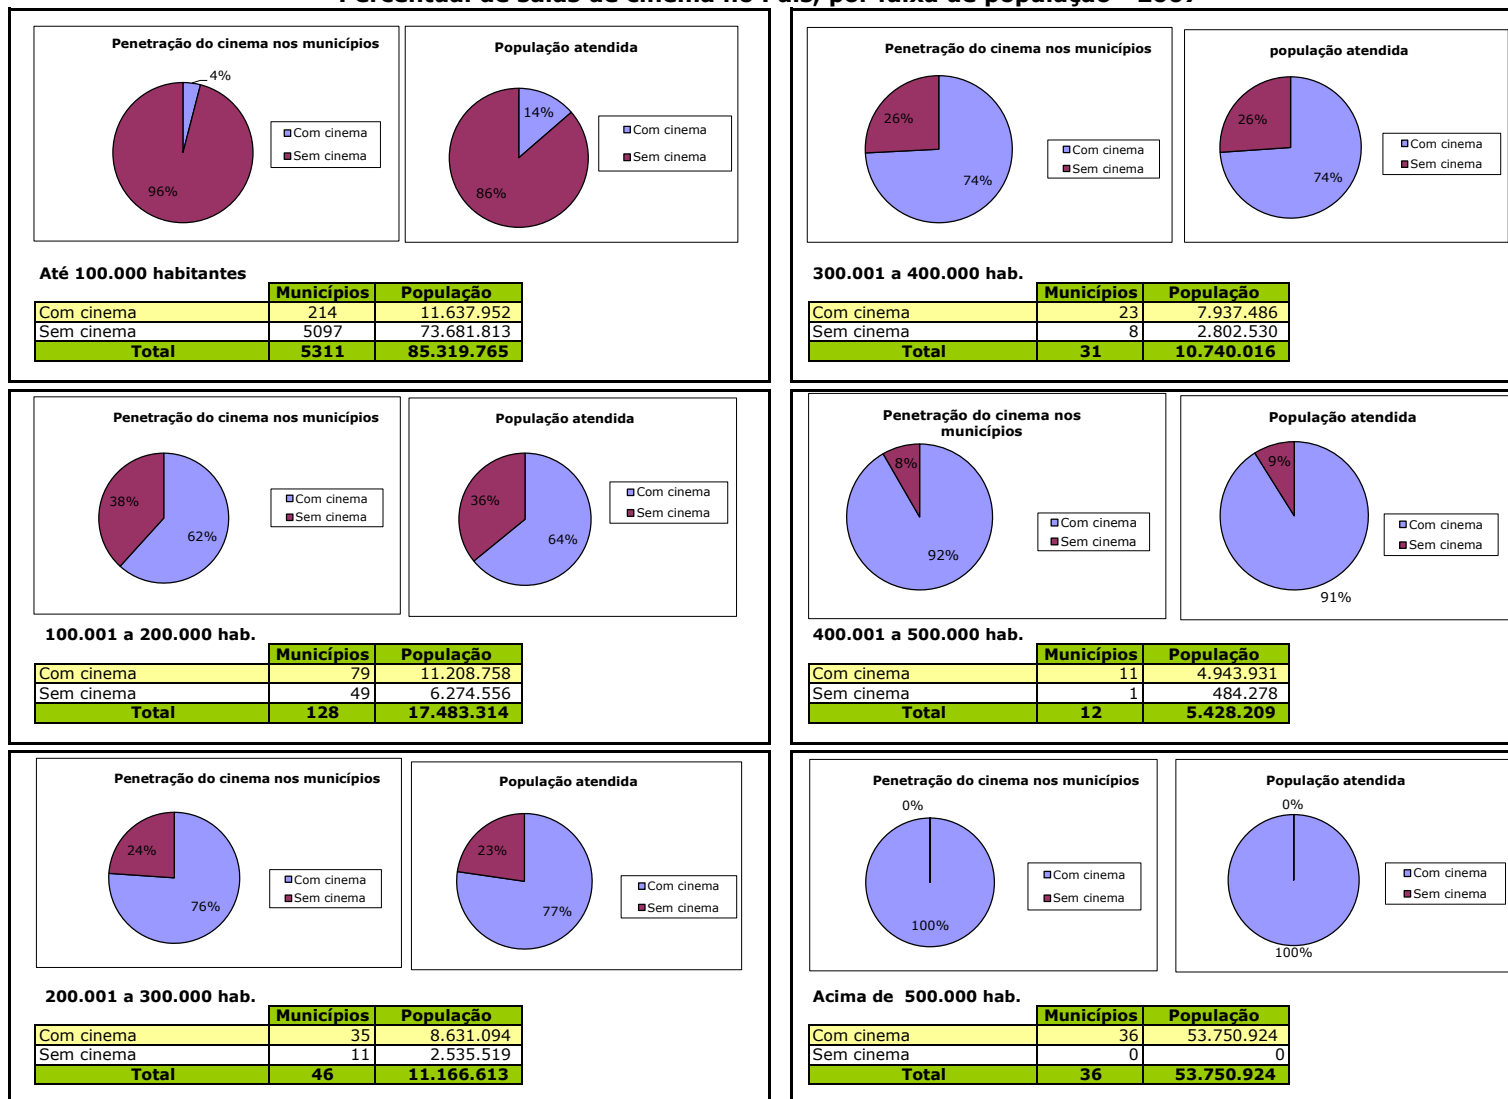 Percentual de salas de cinema no País, por faixa de população - 2007
Penetração do cinema nos municípios
4%
96%
Com cinema
Sem cinema
População atendida
14%
86%
Com cinema
Sem cinema
Até 100.000 habitantes
Municípios População
Com cinema 214 11.637.952
Sem cinema 5097 73.681.813
Total 5311 85.319.765
Penetração do cinema nos municípios
26%
74%
Com cinema
Sem cinema
população atendida
26%
74%
Com cinema
Sem cinema
300.001 a 400.000 hab.
Municípios População
Com cinema 23 7.937.486
Sem cinema 8 2.802.530
Total 31 10.740.016
Penetração do cinema nos municípios
38%
62%
Com cinema
Sem cinema
População atendida
36%
64%
Com cinema
Sem cinema
100.001 a 200.000 hab.
Municípios População
Com cinema 79 11.208.758
Sem cinema 49 6.274.556
Total 128 17.483.314
Penetração do cinema nos
municípios
8%
92%
Com cinema
Sem cinema
População atendida
9%
91%
Com cinema
Sem cinema
400.001 a 500.000 hab.
Municípios População
Com cinema 11 4.943.931
Sem cinema 1 484.278
Total 12 5.428.209
Penetração do cinema nos municípios
24%
76%
Com cinema
Sem cinema
População atendida
23%
77%
Com cinema
Sem cinema
200.001 a 300.000 hab.
Municípios População
Com cinema 35 8.631.094
Sem cinema 11 2.535.519
Total 46 11.166.613
Penetração do cinema nos municípios
0%
100%
Com cinema
Sem cinema
População atendida
0%
100%
Com cinema
Sem cinema
Acima de 500.000 hab.
Municípios População
Com cinema 36 53.750.924
Sem cinema 0 0
Total 36 53.750.924